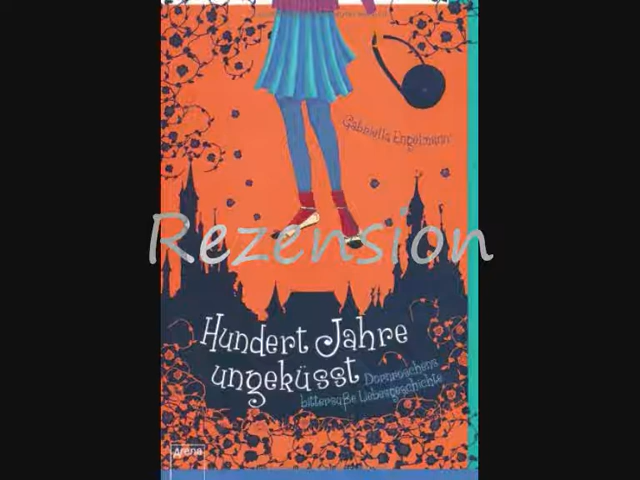 Gabriella Engelmann
Rezension
Hundert Jahre
ungeküsst
Dornröschens
bittersüße Liebesgeschichte
Arena